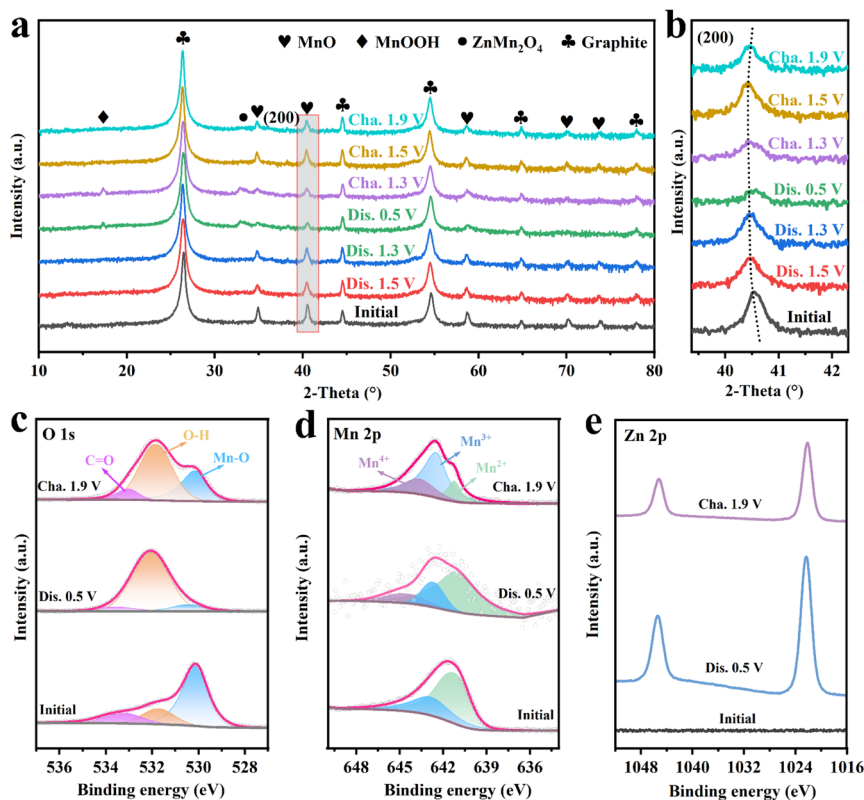 a
♥ MnO ♦ MnOOH ● ZnMn₂O₄ ♣ Graphite
(200)
Cha. 1.9 V
Cha. 1.5 V
Cha. 1.3 V
Dis. 0.5 V
Dis. 1.3 V
Dis. 1.5 V
Initial
Intensity (a.u.)
10 20 30 40 50 60 70 80
2-Theta (°)
b
(200)
Cha. 1.9 V
Cha. 1.5 V
Cha. 1.3 V
Dis. 0.5 V
Dis. 1.3 V
Dis. 1.5 V
Initial
Intensity (a.u.)
40 41 42
2-Theta (°)
c
O 1s
O-H
C=O
Mn-O
Cha. 1.9 V
Dis. 0.5 V
Initial
Intensity (a.u.)
536 534 532 530 528
Binding energy (eV)
d
Mn 2p
Mn³⁺
Mn⁴⁺
Mn²⁺
Cha. 1.9 V
Dis. 0.5 V
Initial
Intensity (a.u.)
648 645 642 639 636
Binding energy (eV)
e
Zn 2p
Cha. 1.9 V
Dis. 0.5 V
Initial
Intensity (a.u.)
1048 1040 1032 1024 1016
Binding energy (eV)